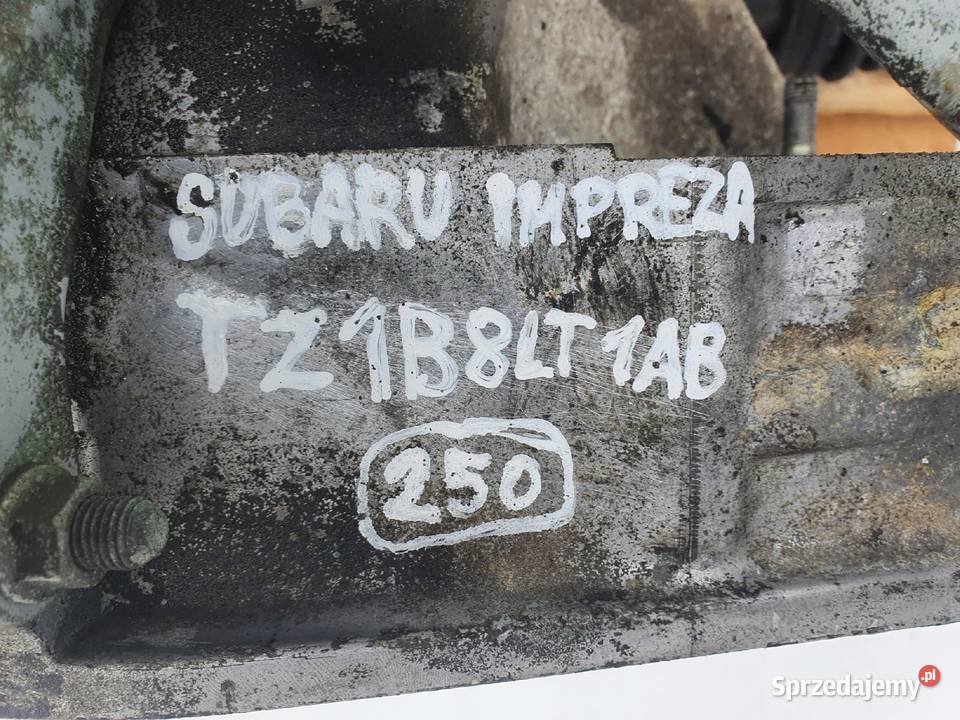 SUBARU IMPREZA
TZ1B8LT1AB
250
Sprzedajemy.pl